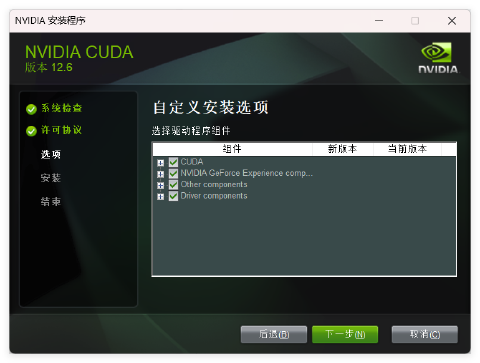 NVIDIA 安装程序
NVIDIA CUDA
版本 12.6
NVIDIA
系统检查
许可协议
选项
安装
结束
自定义安装选项
选择驱动程序组件
组件 新版本 当前版本
CUDA
NVIDIA GeForce Experience comp...
Other components
Driver components
后退(B) 下一步(N) 取消(C)